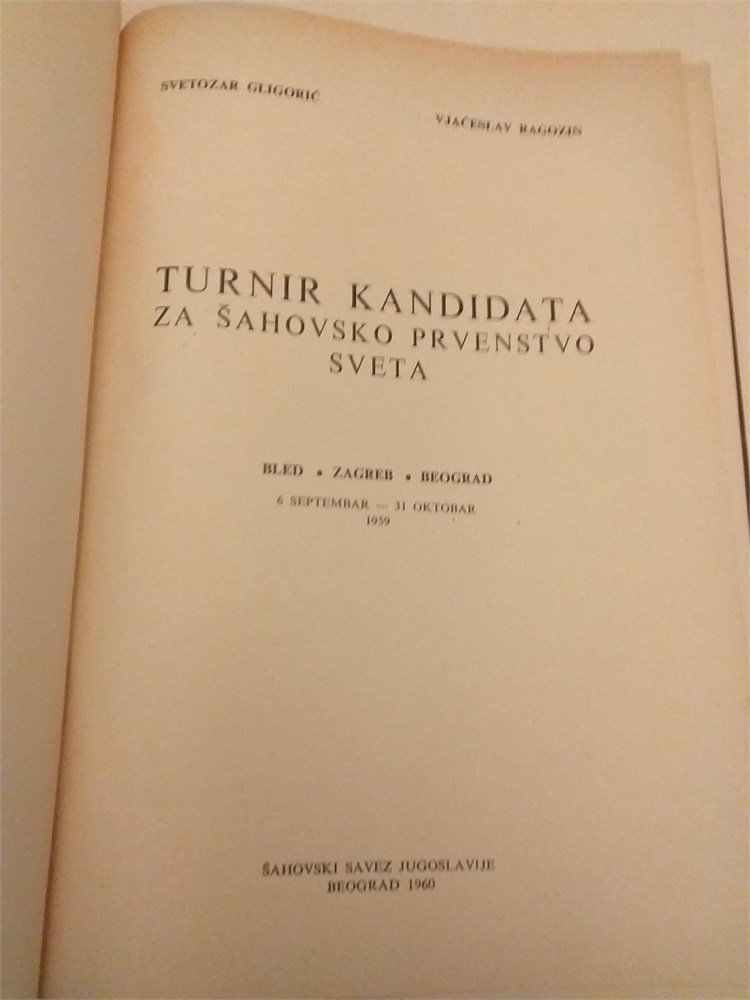 SVETOZAR GLIGORIĆ
VJAČESLAV RAGOZIN
TURNIR KANDIDATA
ZA ŠAHOVSKO PRVENSTVO
SVETA
BLED • ZAGREB • BEOGRAD
6 SEPTEMBAR — 31 OKTOBAR
1959
ŠAHOVSKI SAVEZ JUGOSLAVIJE
BEOGRAD 1960